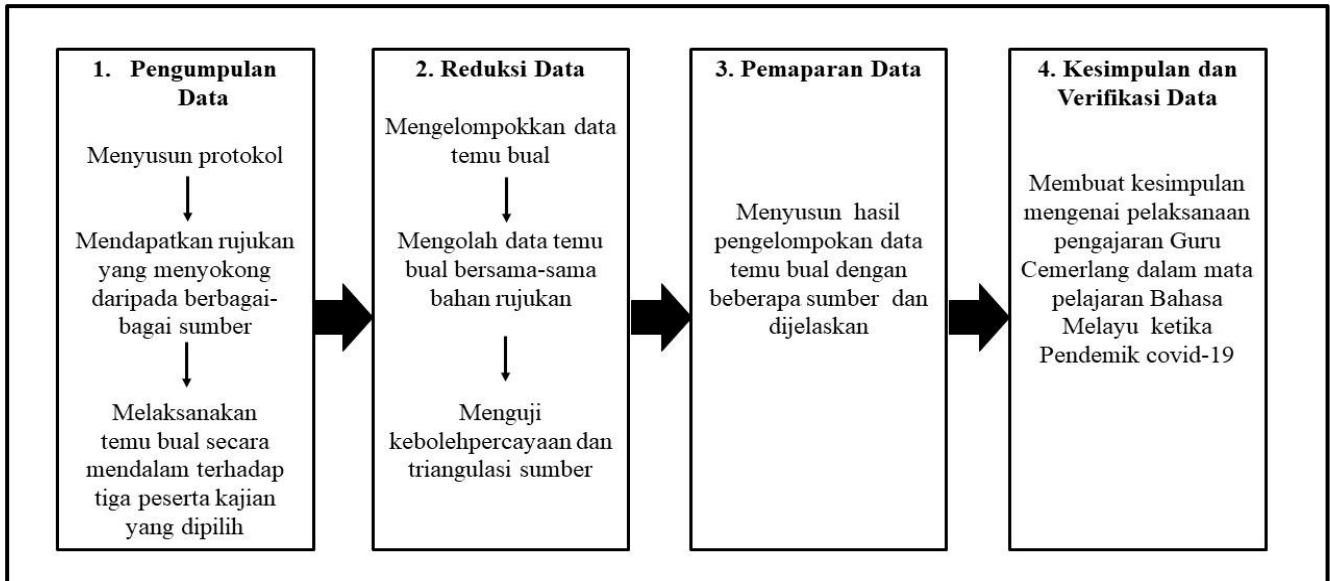 1. Pengumpulan
Data
Menyusun protokol
Mendapatkan rujukan
yang menyokong
daripada berbagai-
bagai sumber
Melaksanakan
temu bual secara
mendalam terhadap
tiga peserta kajian
yang dipilih
2. Reduksi Data
Mengelompokkan data
temu bual
Mengolah data temu
bual bersama-sama
bahan rujukan
Menguji
kebolehpercayaan dan
triangulasi sumber
3. Pemaparan Data
Menyusun hasil
pengelompokan data
temu bual dengan
beberapa sumber dan
dijelaskan
4. Kesimpulan dan
Verifikasi Data
Membuat kesimpulan
mengenai pelaksanaan
pengajaran Guru
Cemerlang dalam mata
pelajaran Bahasa
Melayu ketika
Pendemik covid-19